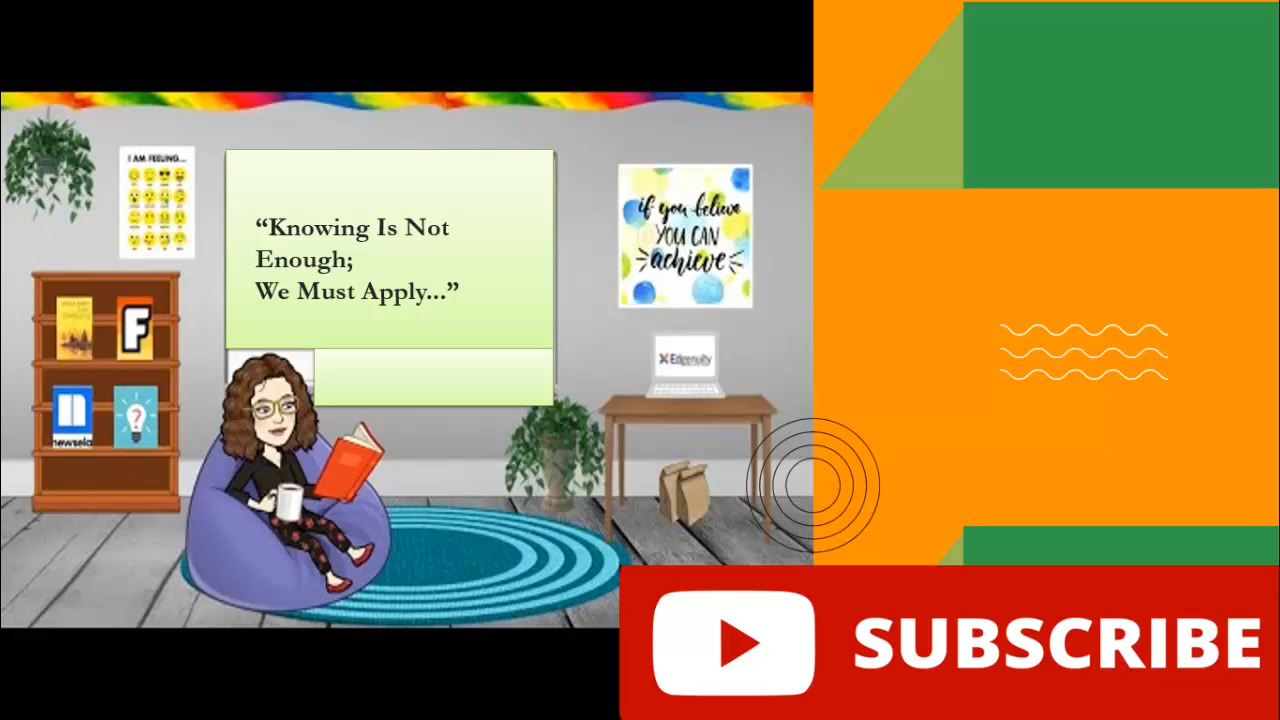 I AM FEELING...
“Knowing Is Not
Enough;
We Must Apply...”
if you believe
YOU CAN
achieve
Edgenuity
F
?
newsela
SUBSCRIBE